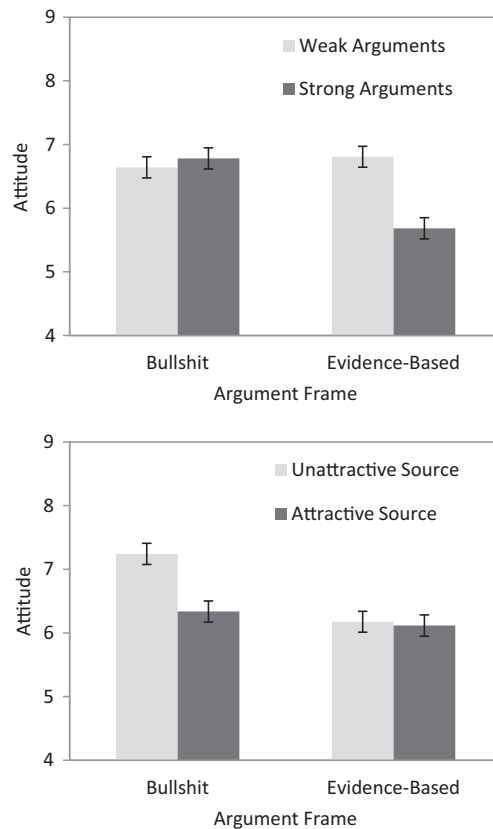 9
Weak Arguments
8
Strong Arguments
7
Attitude
6
5
4
Bullshit Evidence-Based
Argument Frame
9
Unattractive Source
8
Attractive Source
7
Attitude
6
5
4
Bullshit Evidence-Based
Argument Frame